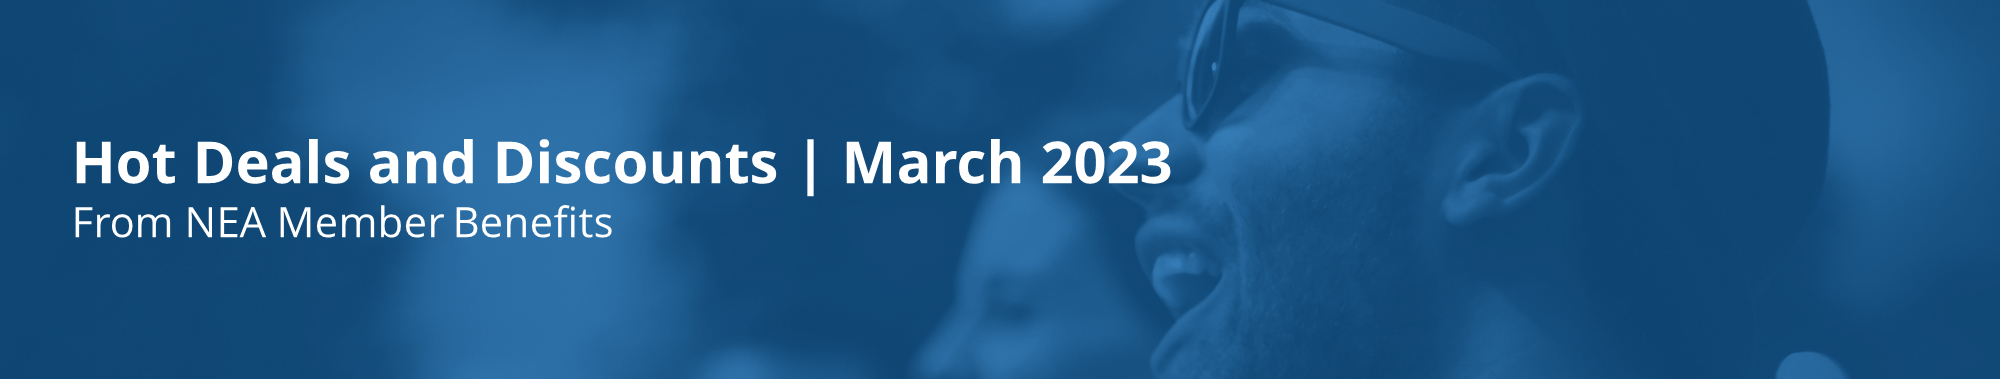 Hot Deals and Discounts | March 2023
From NEA Member Benefits